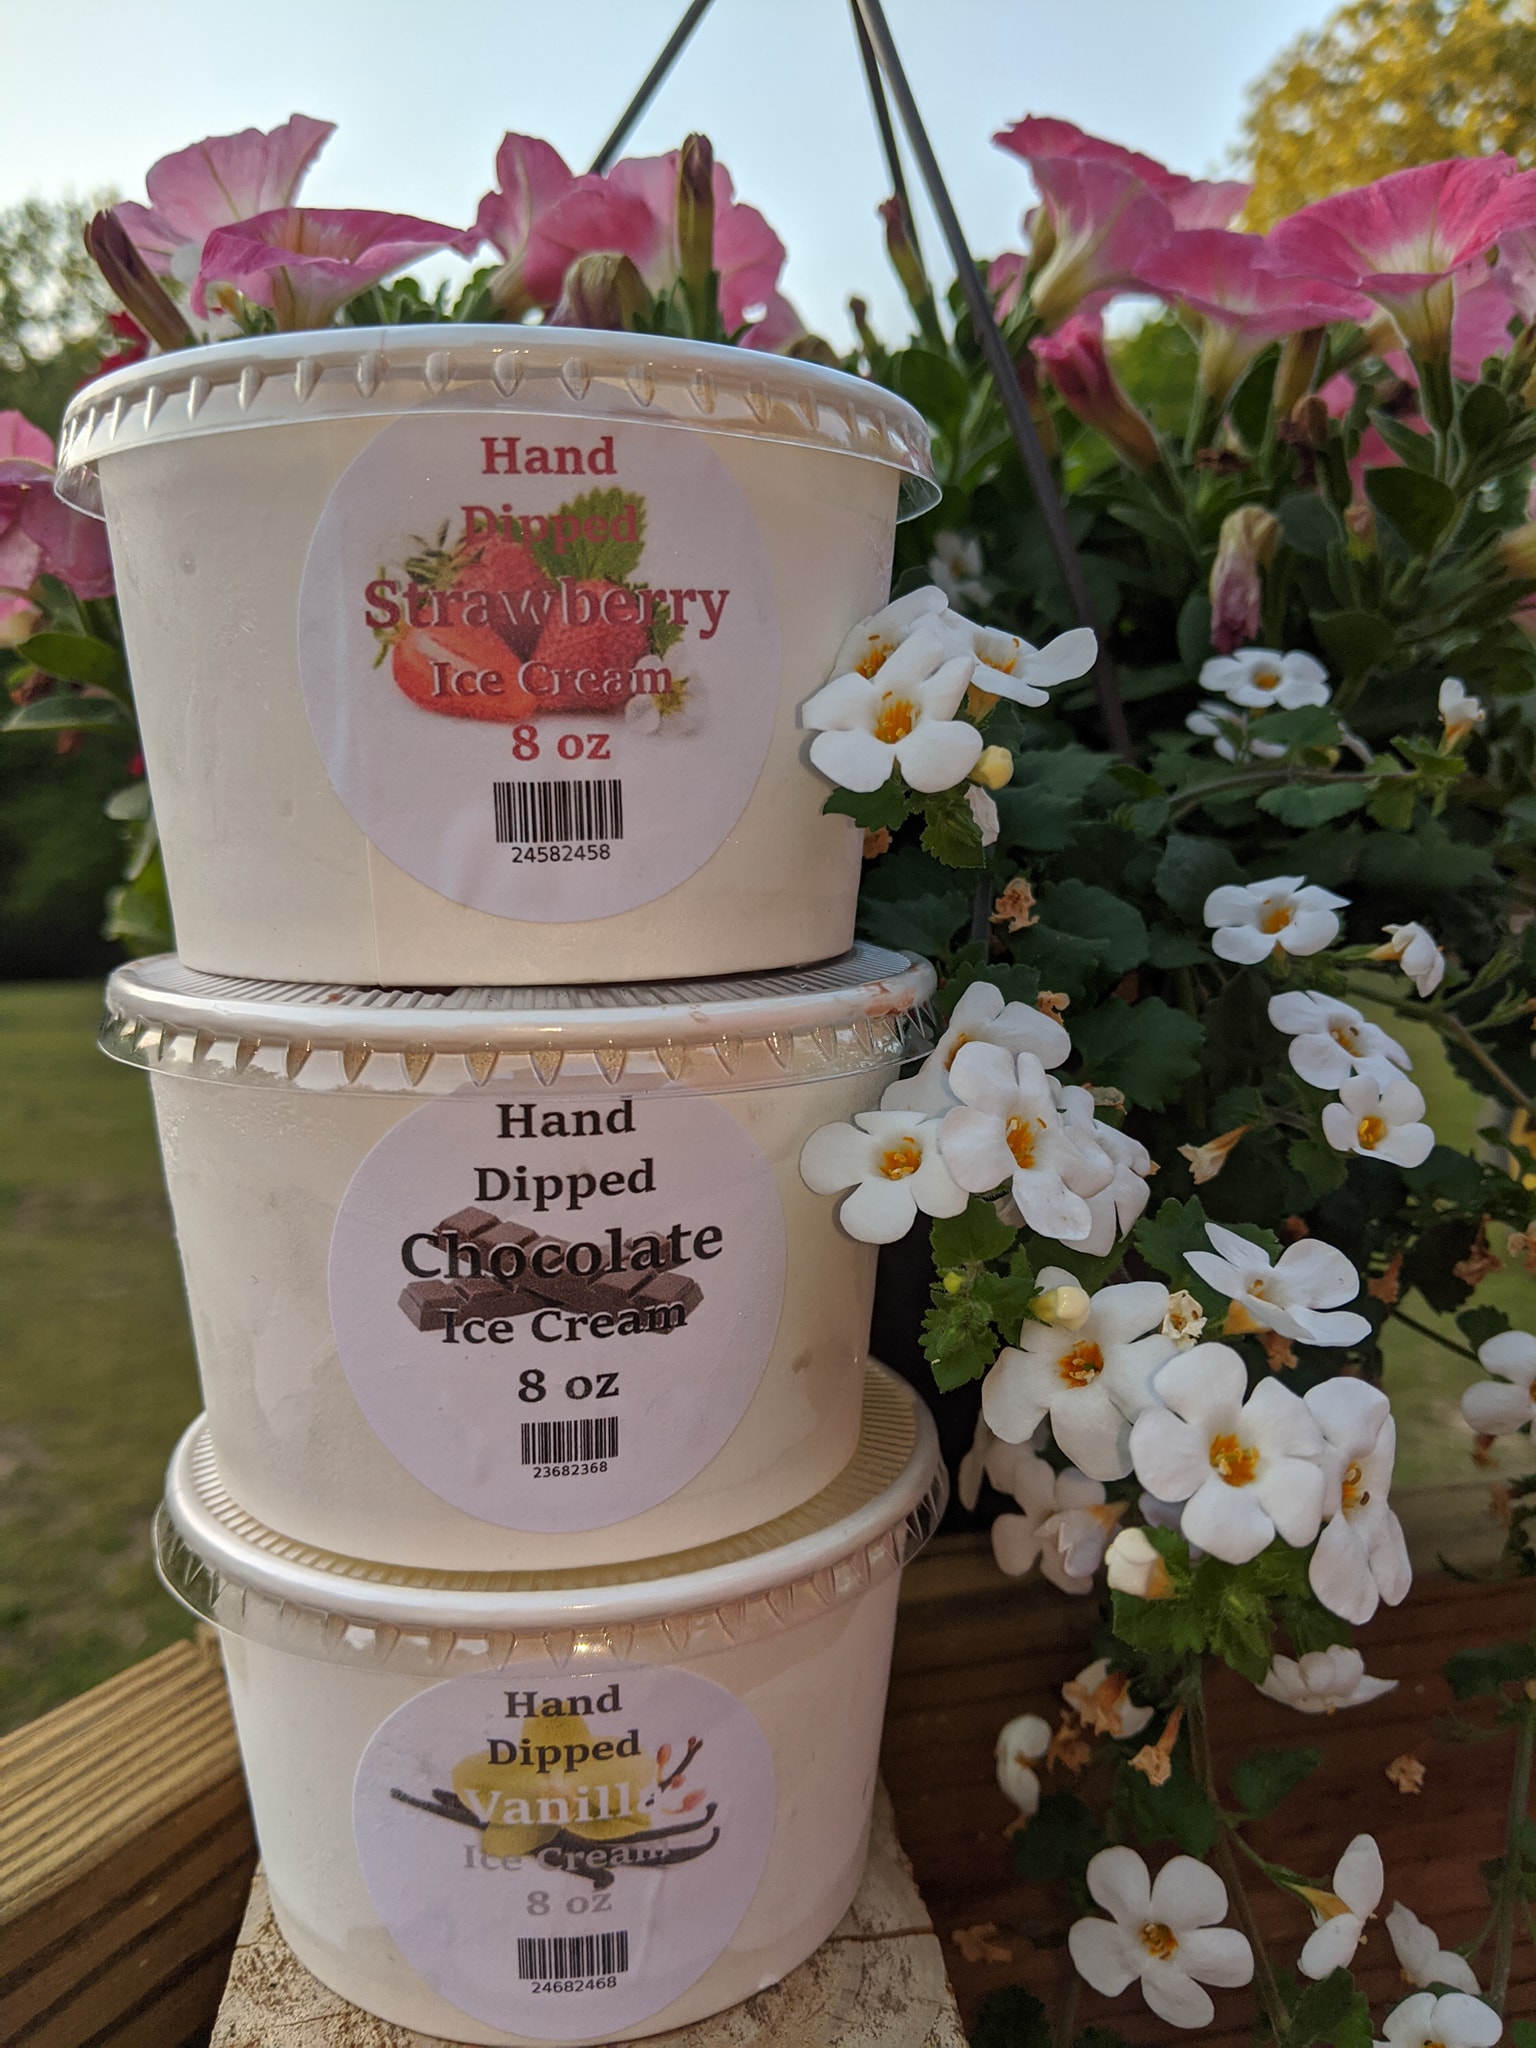 Hand
Dipped
Strawberry
Ice Cream
8 oz
24582458
Hand
Dipped
Chocolate
Ice Cream
8 oz
23682368
Hand
Dipped
Vanilla
Ice Cream
8 oz
24682468